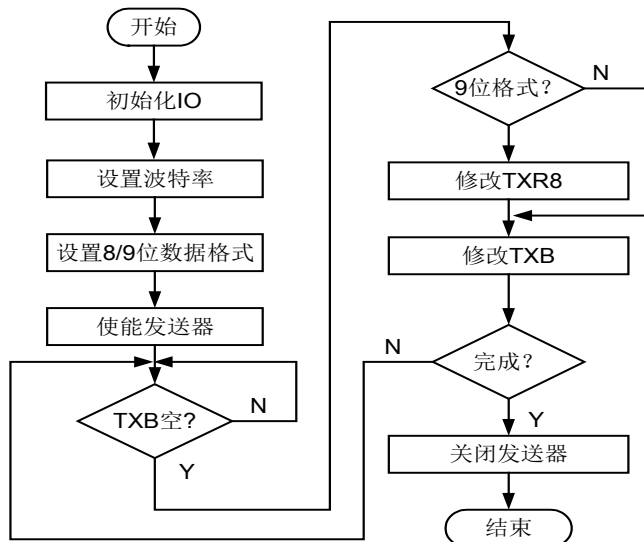 开始
初始化IO
设置波特率
设置8/9位数据格式
使能发送器
TXB空?
N
Y
9位格式？
N
修改TXR8
修改TXB
完成？
N
Y
关闭发送器
结束